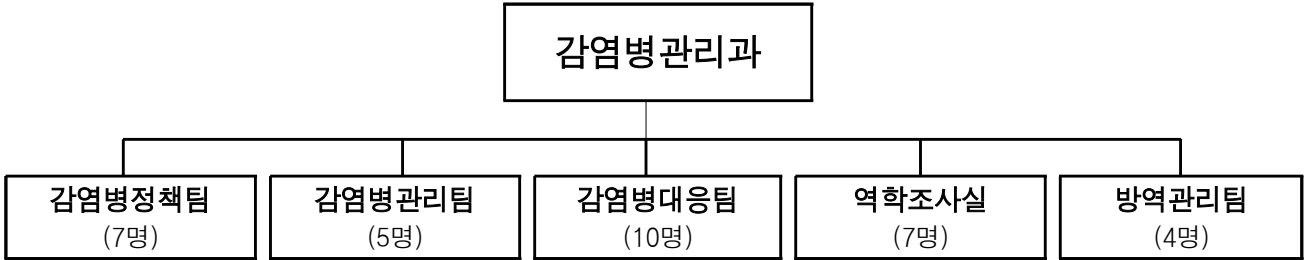 감염병관리과
감염병정책팀
(7명)
감염병관리팀
(5명)
감염병대응팀
(10명)
역학조사실
(7명)
방역관리팀
(4명)